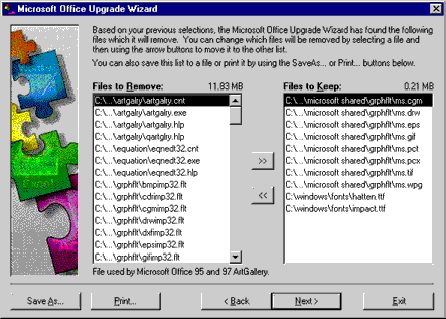 Microsoft Office Upgrade Wizard
Based on your previous selections, the Microsoft Office Upgrade Wizard has found the following
files which it will remove. You can change which files will be removed by selecting a file and
then using the arrow buttons to move it to the other list.
You can also save this list to a file or print it by using the SaveAs... or Print... buttons below.
Files to Remove: 11.83 MB
C:\...\artgalry\artgalry.cnt
C:\...\artgalry\artgalry.exe
C:\...\artgalry\artgalry.hlp
C:\...\artgalry\qartgalry.hlp
C:\...\equation\eqnedt32.cnt
C:\...\equation\eqnedt32.exe
C:\...\equation\eqnedt32.hlp
C:\...\grphflt\bmpimp32.flt
C:\...\grphflt\cdrimp32.flt
C:\...\grphflt\cgmimp32.flt
C:\...\grphflt\drwimp32.flt
C:\...\grphflt\dxfimp32.flt
C:\...\grphflt\epsimp32.flt
C:\...\grphflt\gifimp32.flt
>>
<<
Files to Keep: 0.21 MB
C:\...\microsoft shared\grphflt\ms.cgm
C:\...\microsoft shared\grphflt\ms.drw
C:\...\microsoft shared\grphflt\ms.eps
C:\...\microsoft shared\grphflt\ms.gif
C:\...\microsoft shared\grphflt\ms.pct
C:\...\microsoft shared\grphflt\ms.pcx
C:\...\microsoft shared\grphflt\ms.tif
C:\...\microsoft shared\grphflt\ms.wpg
C:\windows\fonts\hatten.ttf
C:\windows\fonts\impact.ttf
File used by Microsoft Office 95 and 97 ArtGallery.
Save As...
Print...
< Back
Next >
Exit